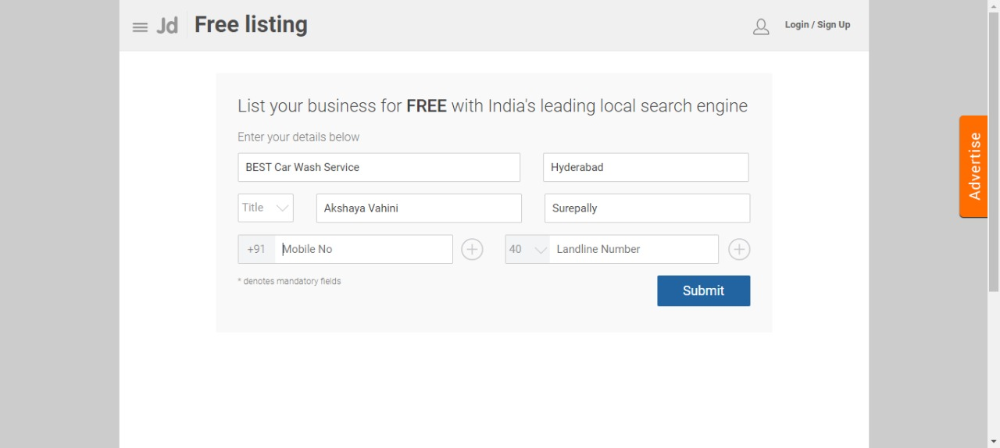 Jd Free listing Login / Sign Up
Advertise
List your business for FREE with India's leading local search engine
Enter your details below
BEST Car Wash Service Hyderabad
Title Akshaya Vahini Surepally
+91 Mobile No 40 Landline Number
* denotes mandatory fields
Submit